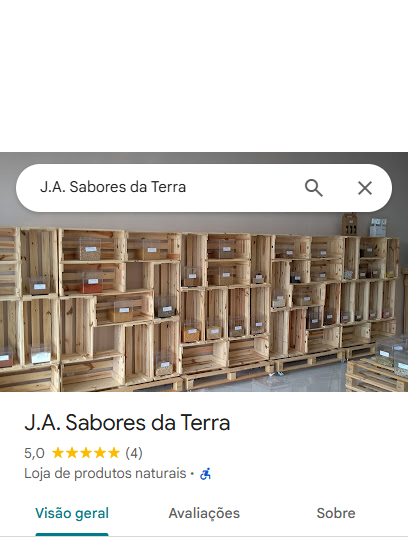 J.A. Sabores da Terra
J.A. Sabores da Terra
5,0 (4)
Loja de produtos naturais ·
Visão geral Avaliações Sobre